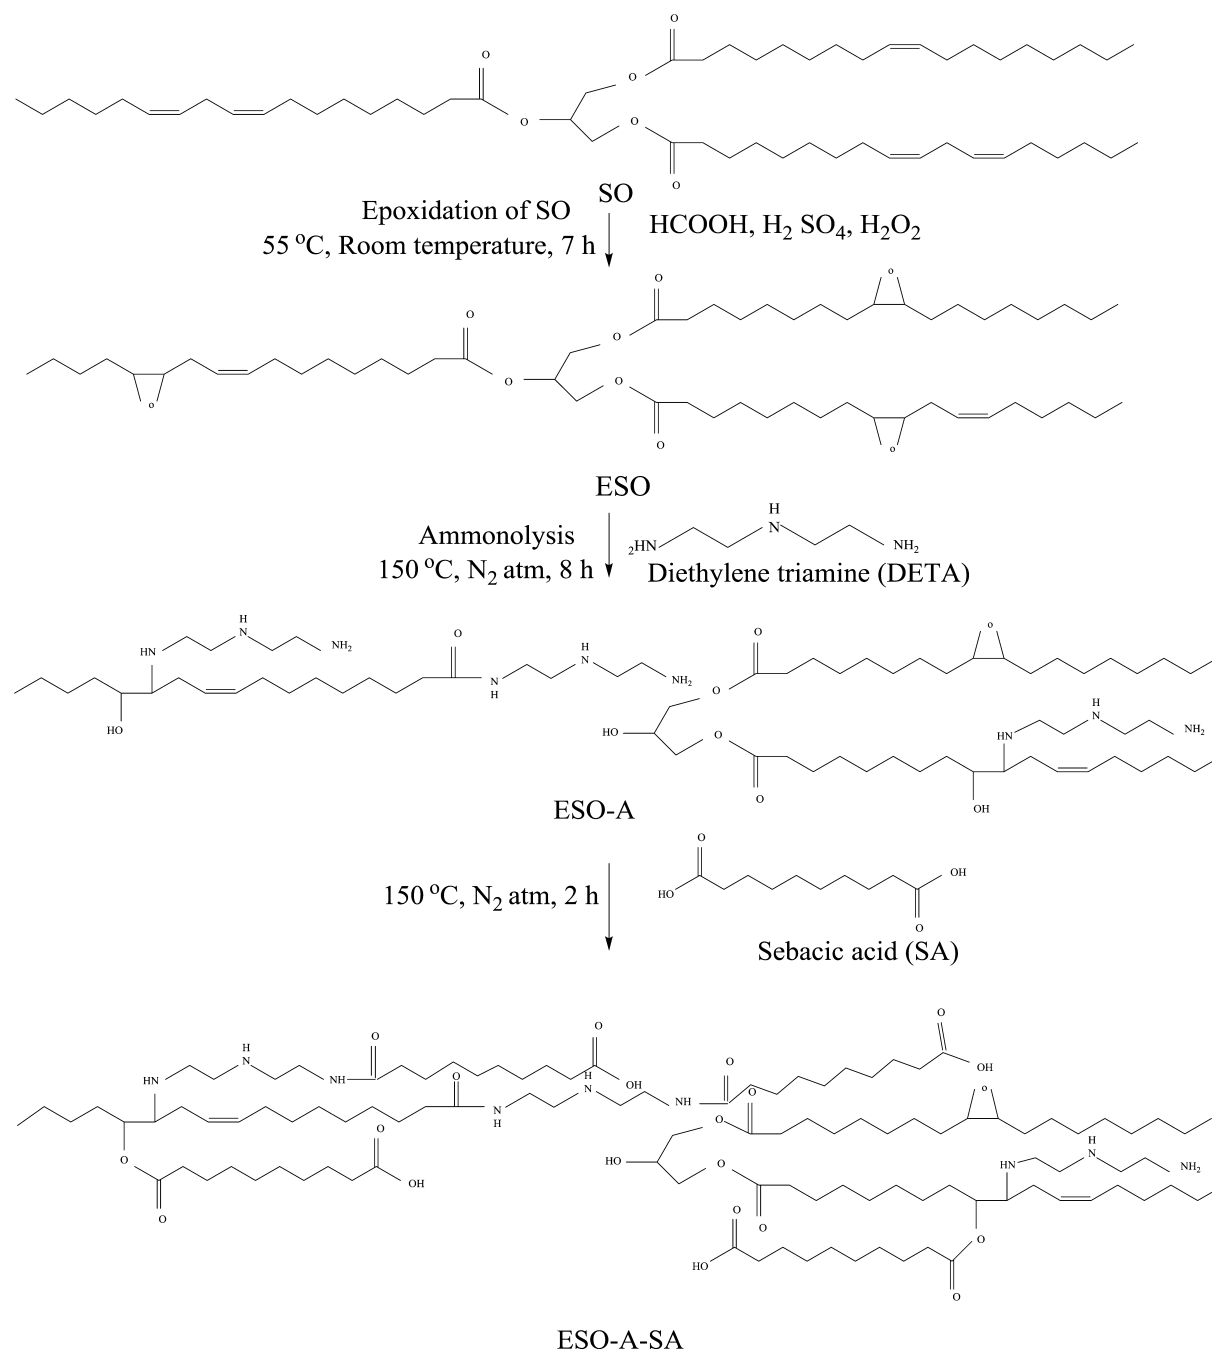 O
O
O
O
O
O
SO
Epoxidation of SO
55 °C, Room temperature, 7 h
HCOOH, H2 SO4, H2O2
O
O
O
O
O
O
O
O
O
ESO
Ammonolysis
150 °C, N2 atm, 8 h
H
N
2HN
NH2
Diethylene triamine (DETA)
H
N
HN
NH2
O
H
N
N
H
NH2
HO
O
O
O
HO
O
H
N
HN
NH2
O
OH
ESO-A
150 °C, N2 atm, 2 h
O
HO
OH
O
Sebacic acid (SA)
H
N
HN
NH
O
O
OH
O
H
N
N
H
NH
O
O
OH
O
O
O
OH
O
O
O
O
HO
O
H
N
HN
NH2
O
O
O
HO
O
ESO-A-SA